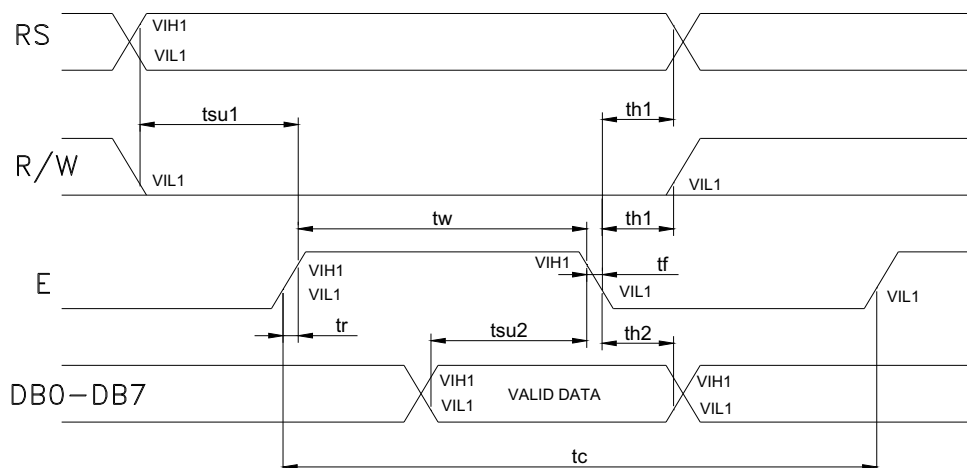 RS
VIH1
VIL1
tsu1
th1
R/W
VIL1
VIL1
tw
th1
E
VIH1
VIL1
VIH1
tf
VIL1
VIL1
tr
tsu2
th2
DB0-DB7
VIH1
VIL1
VALID DATA
VIH1
VIL1
tc